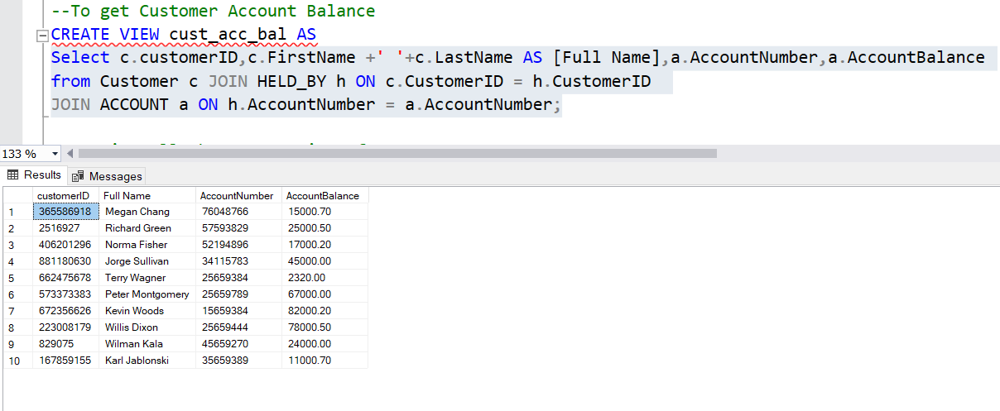 --To get Customer Account Balance
CREATE VIEW cust_acc_bal AS
Select c.customerID,c.FirstName +' '+c.LastName AS [Full Name],a.AccountNumber,a.AccountBalance
from Customer c JOIN HELD_BY h ON c.CustomerID = h.CustomerID
JOIN ACCOUNT a ON h.AccountNumber = a.AccountNumber;
133 %
Results Messages
customerID Full Name AccountNumber AccountBalance
1 365586918 Megan Chang 76048766 15000.70
2 2516927 Richard Green 57593829 25000.50
3 406201296 Norma Fisher 52194896 17000.20
4 881180630 Jorge Sullivan 34115783 45000.00
5 662475678 Terry Wagner 25659384 2320.00
6 573373383 Peter Montgomery 25659789 67000.00
7 672356626 Kevin Woods 15659384 82000.20
8 223008179 Willis Dixon 25659444 78000.50
9 829075 Wilman Kala 45659270 24000.00
10 167859155 Karl Jablonski 35659389 11000.70